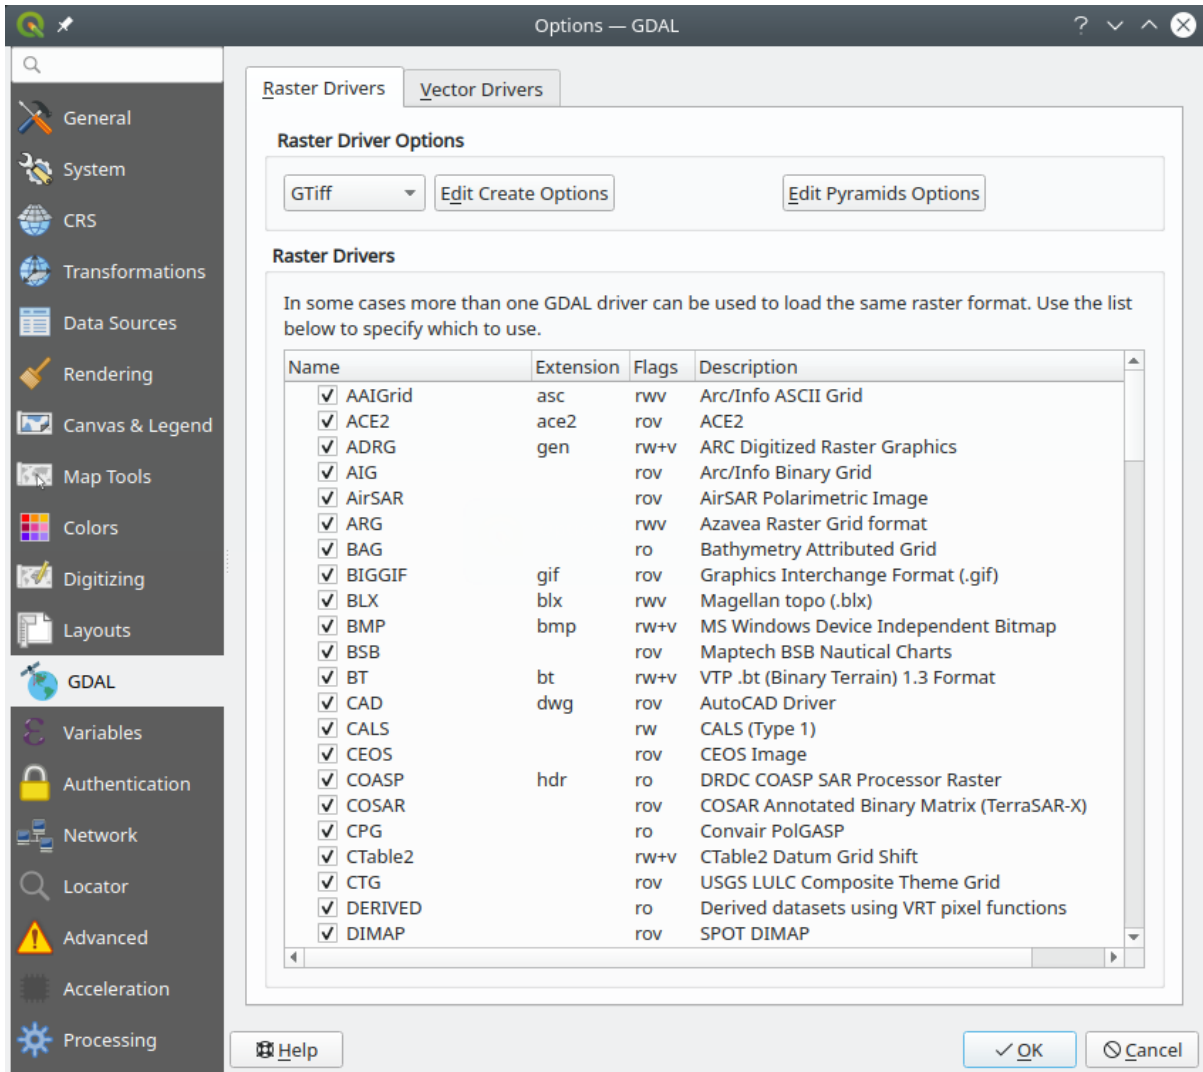 Options — GDAL
General
System
CRS
Transformations
Data Sources
Rendering
Canvas & Legend
Map Tools
Colors
Digitizing
Layouts
GDAL
Variables
Authentication
Network
Locator
Advanced
Acceleration
Processing
Raster Drivers Vector Drivers
Raster Driver Options
GTiff Edit Create Options Edit Pyramids Options
Raster Drivers
In some cases more than one GDAL driver can be used to load the same raster format. Use the list
below to specify which to use.
Name Extension Flags Description
AAIGrid asc rwv Arc/Info ASCII Grid
ACE2 ace2 rov ACE2
ADRG gen rw+v ARC Digitized Raster Graphics
AIG rov Arc/Info Binary Grid
AirSAR rov AirSAR Polarimetric Image
ARG rwv Azavea Raster Grid format
BAG ro Bathymetry Attributed Grid
BIGGIF gif rov Graphics Interchange Format (.gif)
BLX blx rwv Magellan topo (.blx)
BMP bmp rw+v MS Windows Device Independent Bitmap
BSB rov Maptech BSB Nautical Charts
BT bt rw+v VTP .bt (Binary Terrain) 1.3 Format
CAD dwg rov AutoCAD Driver
CALS rw CALS (Type 1)
CEOS rov CEOS Image
COASP hdr ro DRDC COASP SAR Processor Raster
COSAR rov COSAR Annotated Binary Matrix (TerraSAR-X)
CPG ro Convair PolGASP
CTable2 rw+v CTable2 Datum Grid Shift
CTG rov USGS LULC Composite Theme Grid
DERIVED ro Derived datasets using VRT pixel functions
DIMAP rov SPOT DIMAP
Help OK Cancel